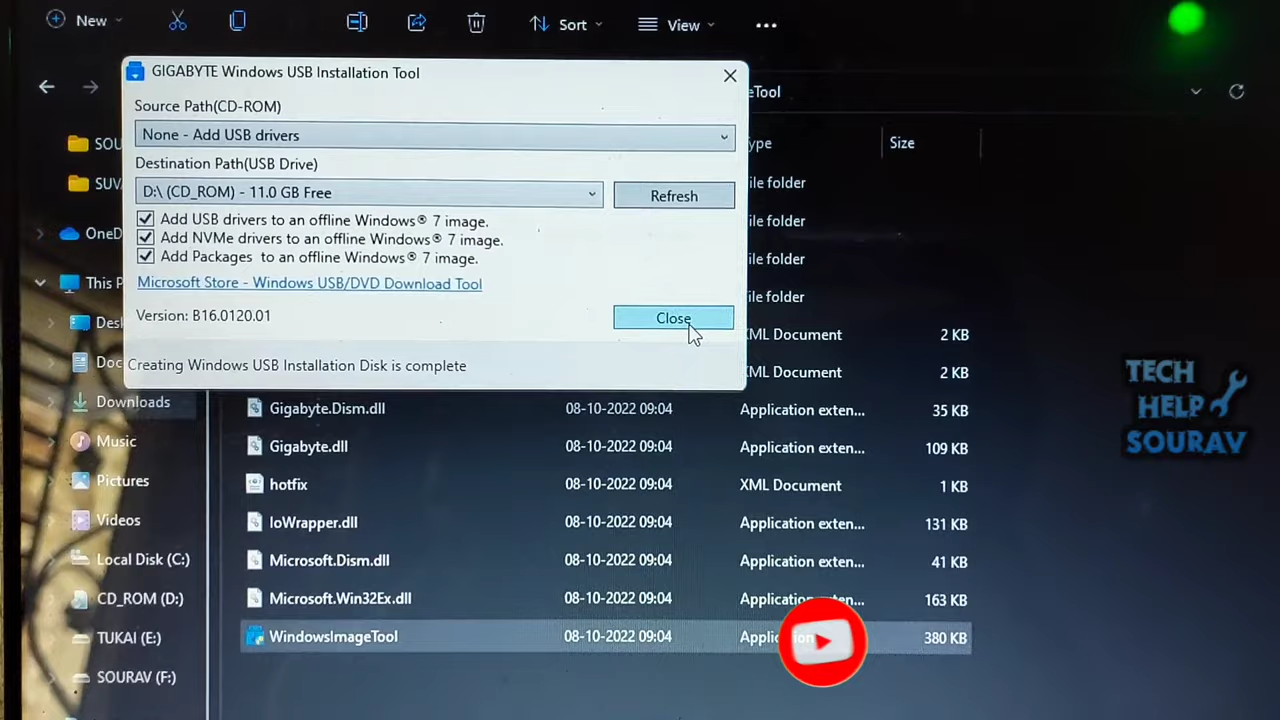 New
Sort
View
GIGABYTE Windows USB Installation Tool
Source Path(CD-ROM)
None - Add USB drivers
Destination Path(USB Drive)
D:\ (CD_ROM) - 11.0 GB Free
Refresh
Add USB drivers to an offline Windows® 7 image.
Add NVMe drivers to an offline Windows® 7 image.
Add Packages to an offline Windows® 7 image.
Microsoft Store - Windows USB/DVD Download Tool
Version: B16.0120.01
Close
Creating Windows USB Installation Disk is complete
eTool
ype Size
ile folder
ile folder
ile folder
ile folder
XML Document 2 KB
XML Document 2 KB
Gigabyte.Dism.dll 08-10-2022 09:04 Application exten... 35 KB
Gigabyte.dll 08-10-2022 09:04 Application exten... 109 KB
hotfix 08-10-2022 09:04 XML Document 1 KB
IoWrapper.dll 08-10-2022 09:04 Application exten... 131 KB
Microsoft.Dism.dll 08-10-2022 09:04 Application exten... 41 KB
Microsoft.Win32Ex.dll 08-10-2022 09:04 Application exten... 163 KB
WindowsImageTool 08-10-2022 09:04 Application 380 KB
SOU
SUV
OneD
This P
Desk
Doc
Downloads
Music
Pictures
Videos
Local Disk (C:)
CD_ROM (D:)
TUKAI (E:)
SOURAV (F:)
TECH
HELP
SOURAV